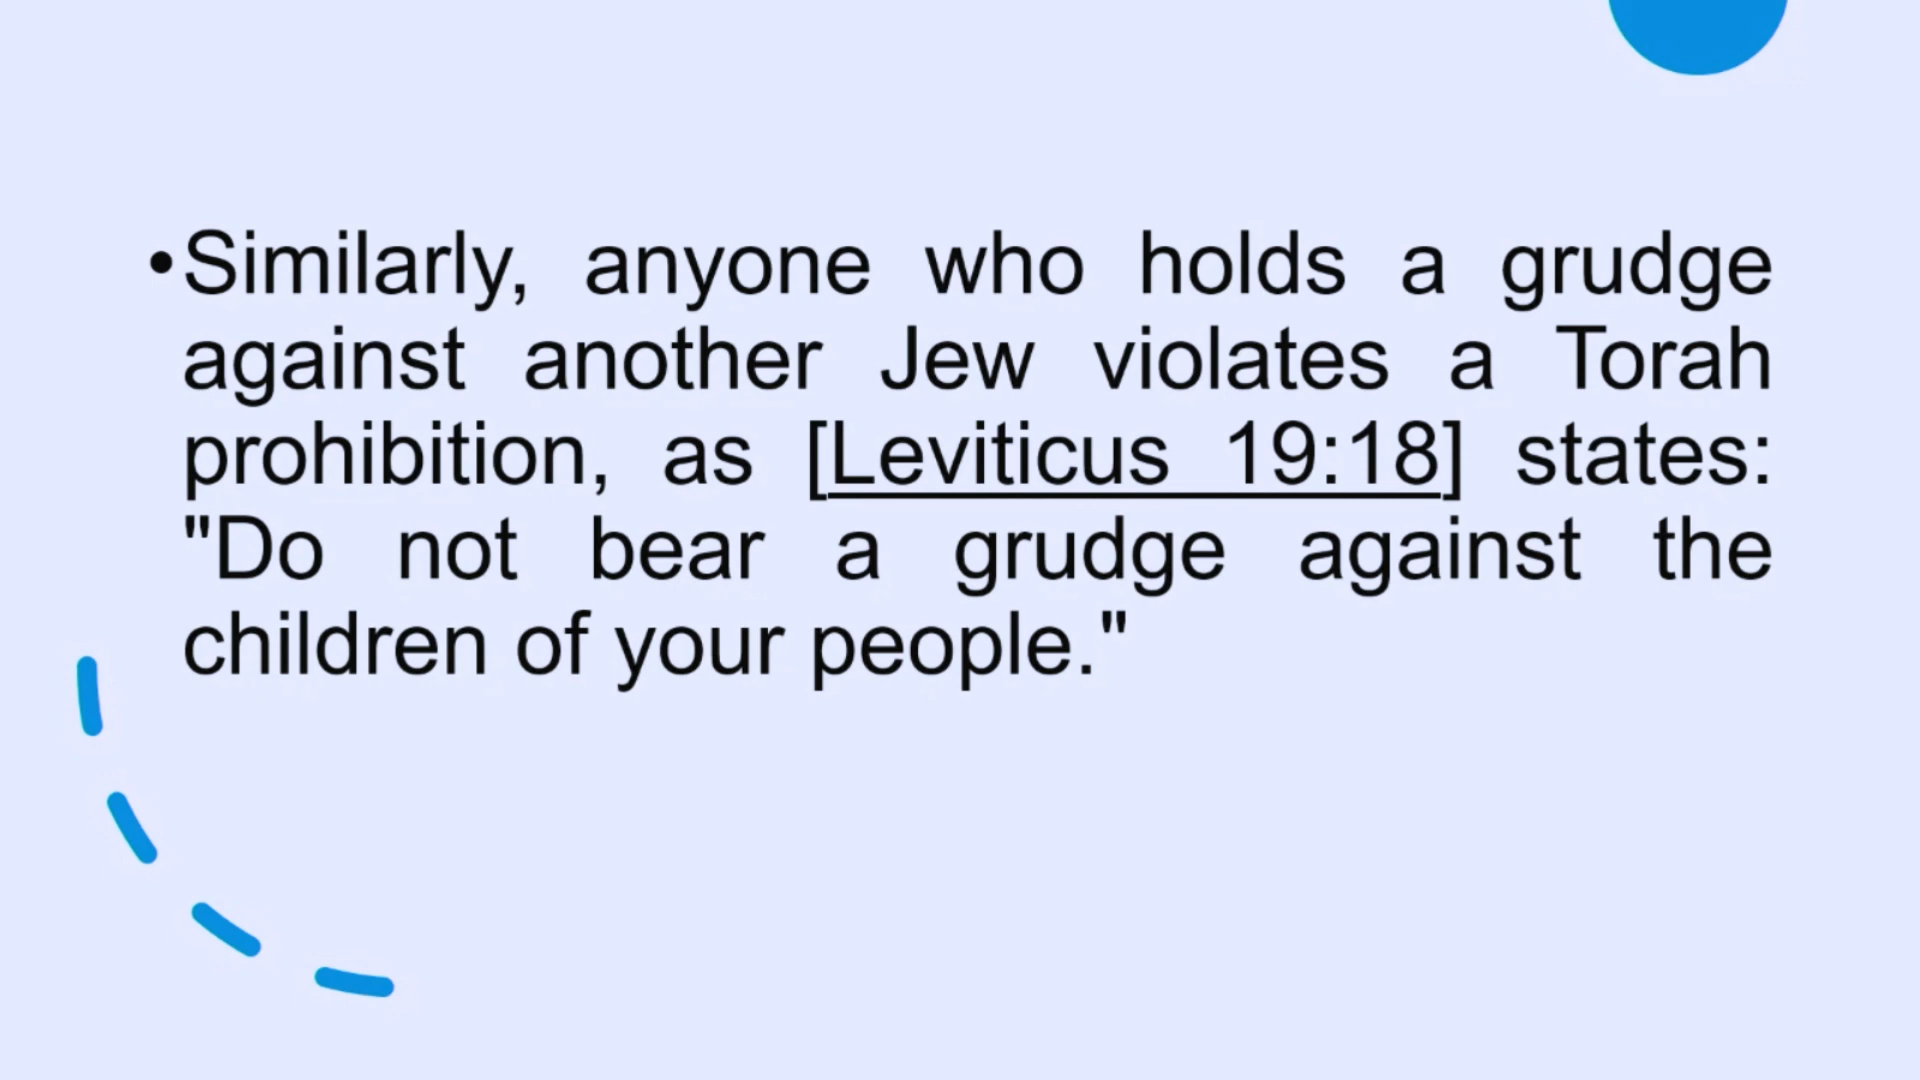 •Similarly, anyone who holds a grudge
against another Jew violates a Torah
prohibition, as [Leviticus 19:18] states:
"Do not bear a grudge against the
children of your people."